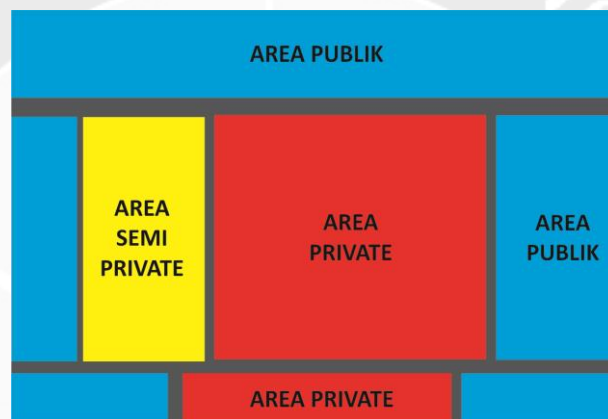 AREA PUBLIK
AREA
SEMI
PRIVATE
AREA
PRIVATE
AREA
PUBLIK
AREA PRIVATE